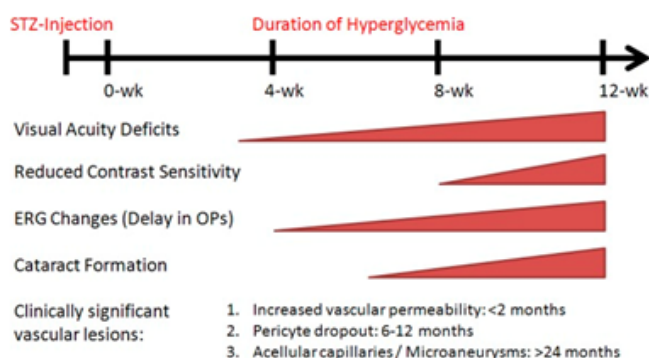 STZ-Injection Duration of Hyperglycemia
0-wk 4-wk 8-wk 12-wk
Visual Acuity Deficits
Reduced Contrast Sensitivity
ERG Changes (Delay in OPs)
Cataract Formation
Clinically significant
vascular lesions:
1. Increased vascular permeability: <2 months
2. Pericyte dropout: 6-12 months
3. Acellular capillaries / Microaneurysms: >24 months